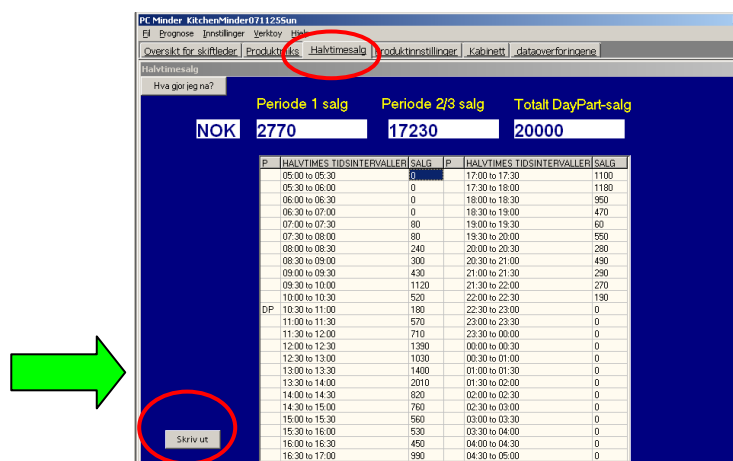 PC Minder KitchenMinder071125Sun
Fil Prognose Innstillinger Verktoy Hjelp
Oversikt for skiftleder Produktmiks Halvtimesalg Produktinnstillinger Kabinett dataoverforingene
Halvtimesalg
Hva gjor jeg na?
Periode 1 salg Periode 2/3 salg Totalt DayPart-salg
NOK 2770 17230 20000
P HALVTIMES TIDSINTERVALLER SALG P HALVTIMES TIDSINTERVALLER SALG
05:00 to 05:30 0 17:00 to 17:30 1100
05:30 to 06:00 0 17:30 to 18:00 1180
06:00 to 06:30 0 18:00 to 18:30 950
06:30 to 07:00 0 18:30 to 19:00 470
07:00 to 07:30 80 19:00 to 19:30 60
07:30 to 08:00 80 19:30 to 20:00 550
08:00 to 08:30 240 20:00 to 20:30 280
08:30 to 09:00 300 20:30 to 21:00 490
09:00 to 09:30 430 21:00 to 21:30 290
09:30 to 10:00 1120 21:30 to 22:00 270
10:00 to 10:30 520 22:00 to 22:30 190
DP 10:30 to 11:00 180 22:30 to 23:00 0
11:00 to 11:30 570 23:00 to 23:30 0
11:30 to 12:00 710 23:30 to 00:00 0
12:00 to 12:30 1390 00:00 to 00:30 0
12:30 to 13:00 1030 00:30 to 01:00 0
13:00 to 13:30 1400 01:00 to 01:30 0
13:30 to 14:00 2010 01:30 to 02:00 0
14:00 to 14:30 820 02:00 to 02:30 0
14:30 to 15:00 760 02:30 to 03:00 0
15:00 to 15:30 560 03:00 to 03:30 0
15:30 to 16:00 530 03:30 to 04:00 0
16:00 to 16:30 450 04:00 to 04:30 0
16:30 to 17:00 990 04:30 to 05:00 0
Skriv ut